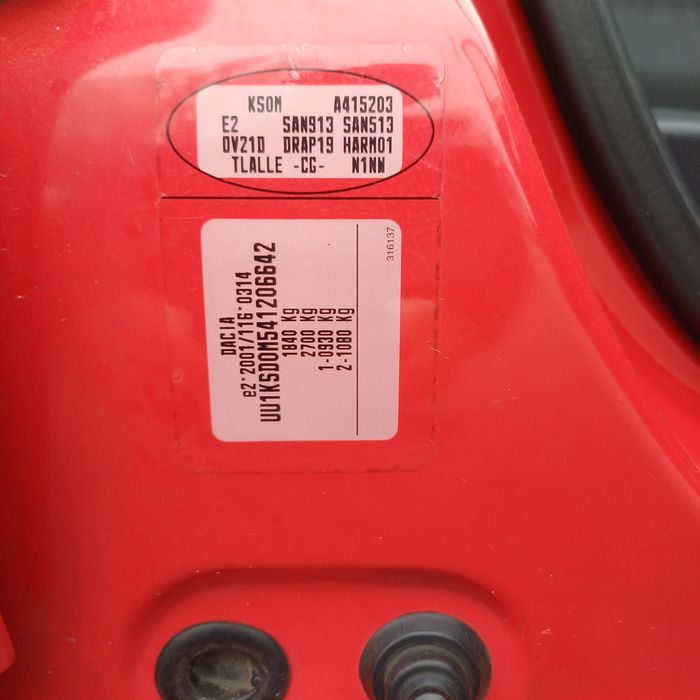 KSOM A415203
E2 SAN913 SAN513
OV21D DRAP19 HARM01
TLALLE -CG- N1NW
DACIA
e2*2001/116*0314
UU1KSDOM541206642
1840 Kg
2700 Kg
1-0930 Kg
2-1080 Kg
316137